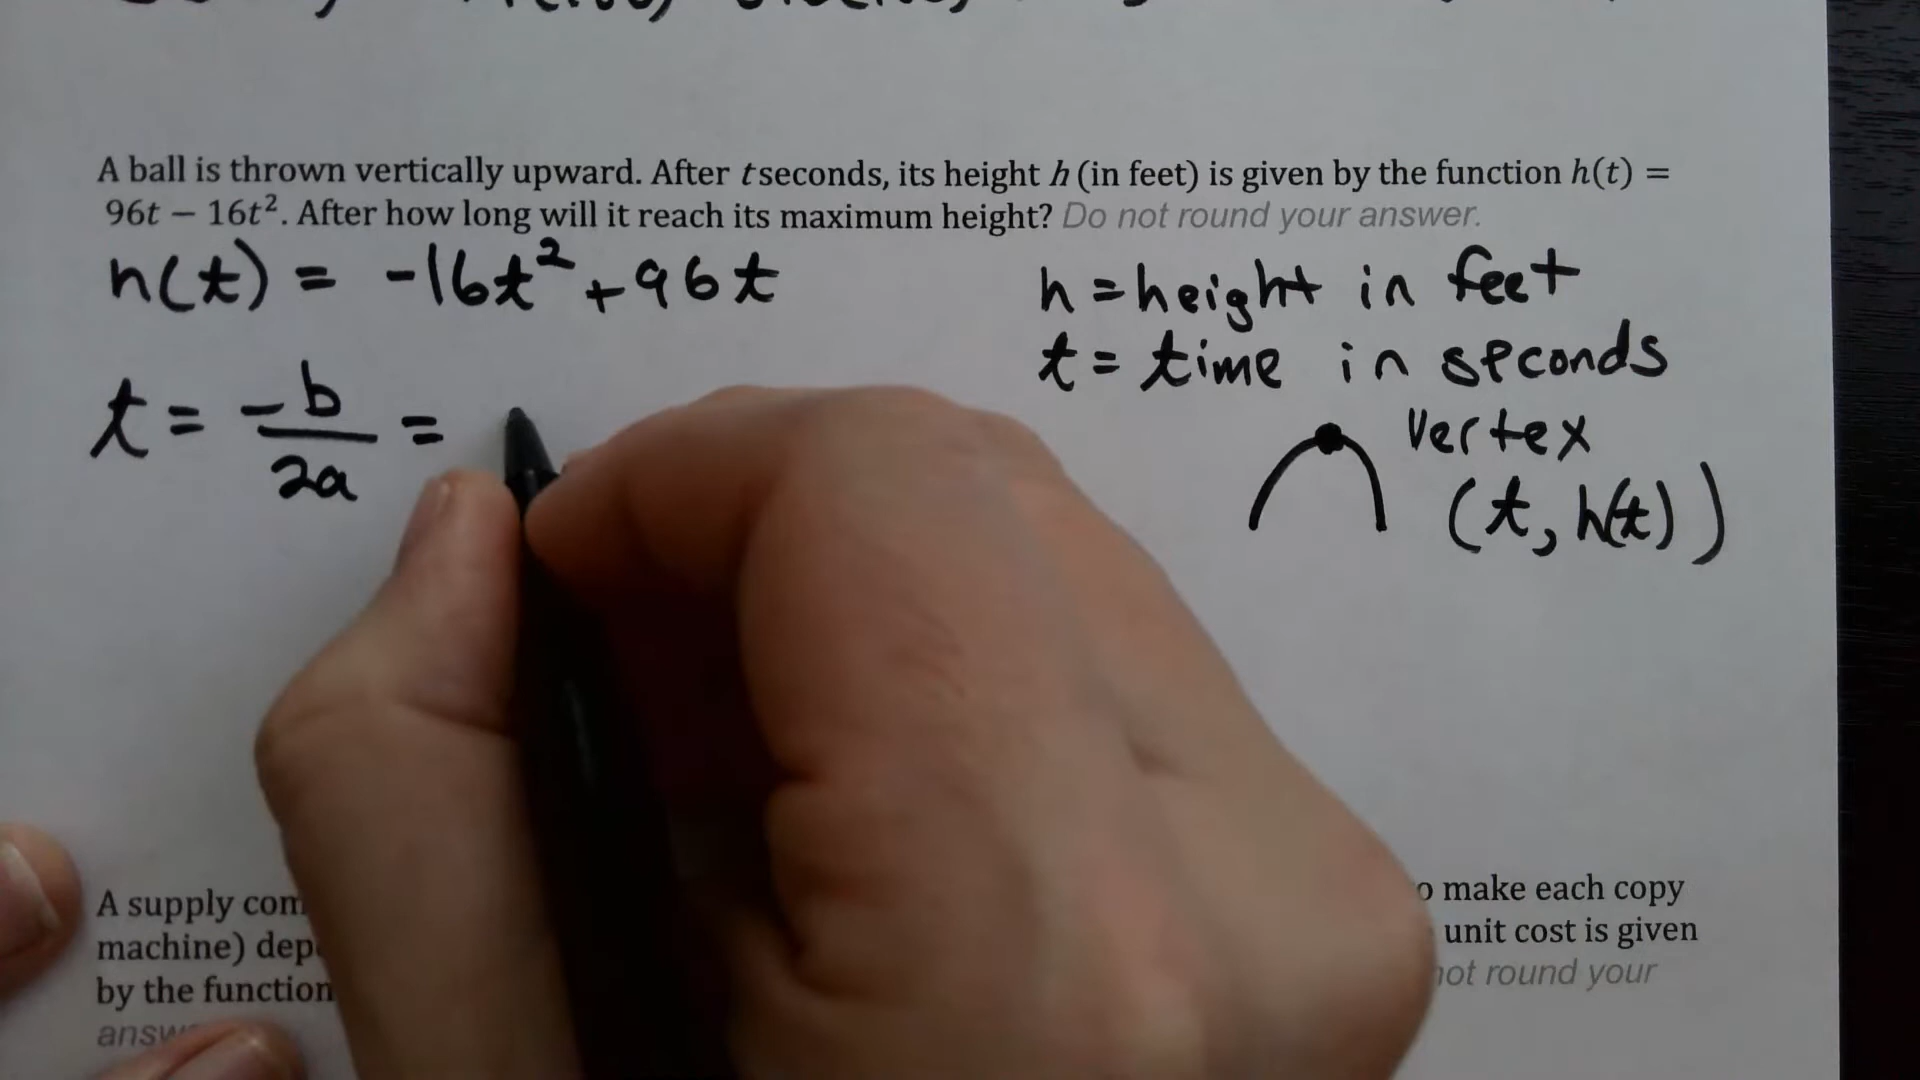 A ball is thrown vertically upward. After t seconds, its height h (in feet) is given by the function h(t) =
96t − 16t². After how long will it reach its maximum height? Do not round your answer.
h(t) = -16t² + 96t
h = height in feet
t = time in seconds
t = -b/2a =
vertex
(t, h(t))
A supply com
o make each copy
machine) dep
unit cost is given
by the function
not round your
answ